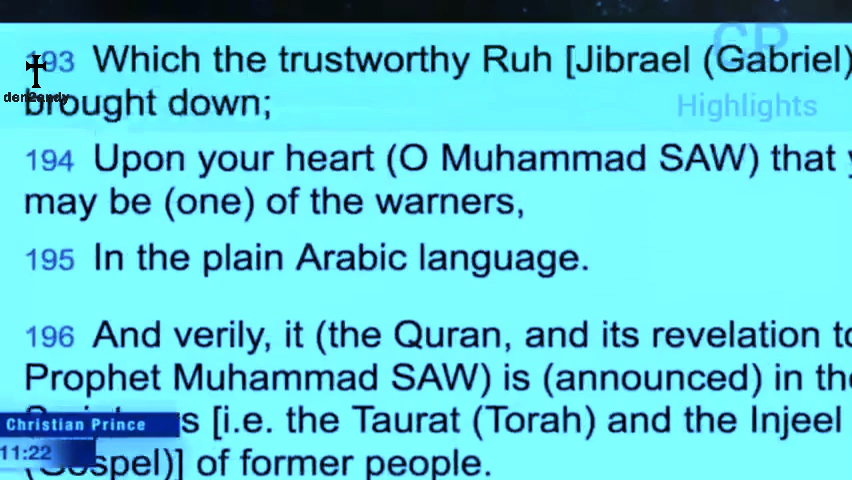 CP
Highlights
193 Which the trustworthy Ruh [Jibrael (Gabriel)
brought down;
194 Upon your heart (O Muhammad SAW) that
may be (one) of the warners,
195 In the plain Arabic language.
196 And verily, it (the Quran, and its revelation to
Prophet Muhammad SAW) is (announced) in the
[i.e. the Taurat (Torah) and the Injeel
(Gospel)] of former people.
Christian Prince
11:22